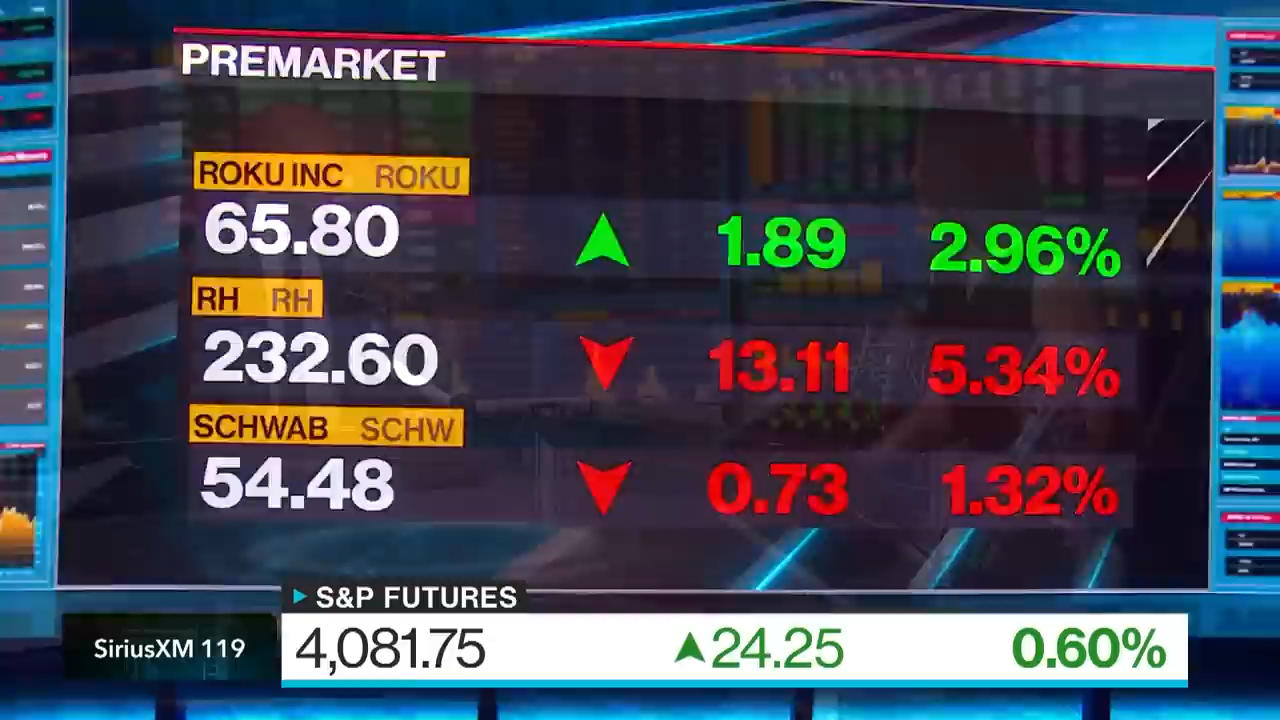 PREMARKET
ROKU INC ROKU
65.80 ▲ 1.89 2.96%
RH RH
232.60 ▼ 13.11 5.34%
SCHWAB SCHW
54.48 ▼ 0.73 1.32%
S&P FUTURES
SiriusXM 119 4,081.75 ▲24.25 0.60%